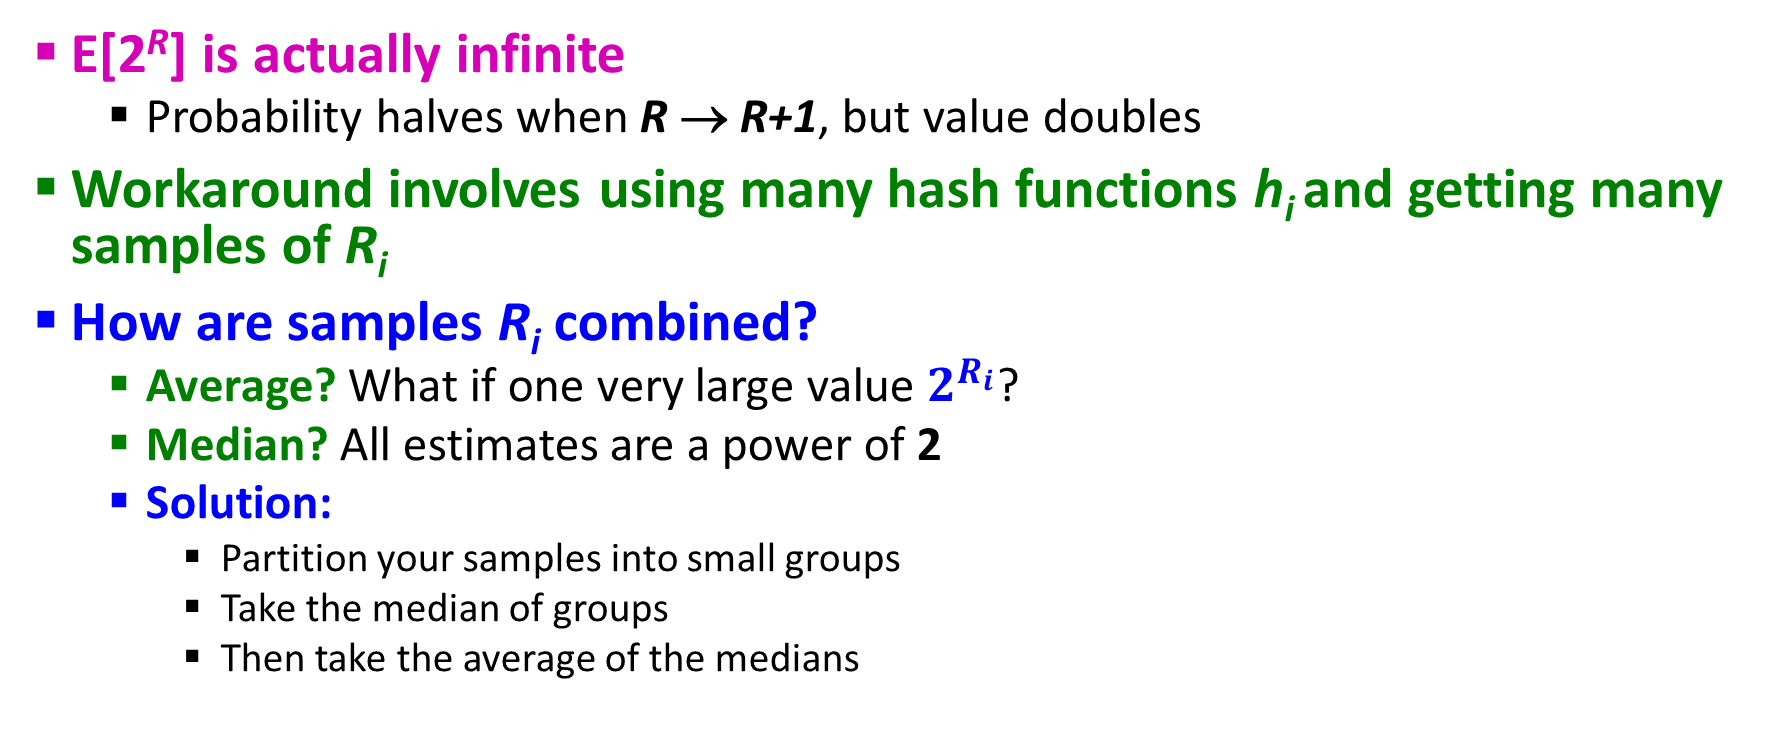 ▪ E[2^R] is actually infinite
▪ Probability halves when R → R+1, but value doubles
▪ Workaround involves using many hash functions h_i and getting many
samples of R_i
▪ How are samples R_i combined?
▪ Average? What if one very large value 2^{R_i}?
▪ Median? All estimates are a power of 2
▪ Solution:
▪ Partition your samples into small groups
▪ Take the median of groups
▪ Then take the average of the medians